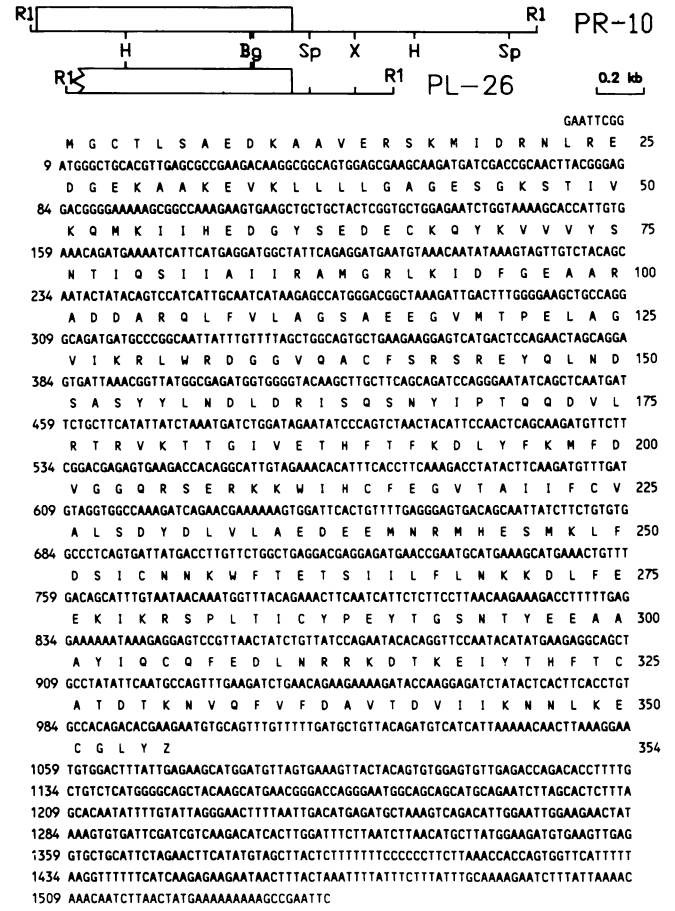 R1 R1 PR-10
H Bg Sp X H Sp
R1 R1 PL-26 0.2 kb
GAATTCGG
M G C T L S A E D K A A V E R S K M I D R N L R E 25
9 ATGGGCTGCACGTTGAGCGCCGAAGACAAGGCGGCAGTGGAGCGAAGCAAGATGATCGACCGCAACTTACGGGAG
D G E K A A K E V K L L L L G A G E S G K S T I V 50
84 GACGGGGAAAAAGCGGCCAAAGAAGTGAAGCTGCTGCTACTCGGTGCTGGAGAATCTGGTAAAAGCACCATTGTG
K Q M K I I H E D G Y S E D E C K Q Y K V V V Y S 75
159 AAACAGATGAAAATCATTCATGAGGATGGCTATTCAGAGGATGAATGTAAACAATATAAAGTAGTTGTCTACAGC
N T I Q S I I A I I R A M G R L K I D F G E A A R 100
234 AATACTATACAGTCCATCATTGCAATCATAAGAGCCATGGGACGGCTAAAGATTGACTTTGGGGAAGCTGCCAGG
A D D A R Q L F V L A G S A E E G V M T P E L A G 125
309 GCAGATGATGCCCGGCAATTATTTGTTTTAGCTGGCAGTGCTGAAGAAGGAGTCATGACTCCAGAACTAGCAGGA
V I K R L W R D G G V Q A C F S R S R E Y Q L N D 150
384 GTGATTAAACGGTTATGGCGAGATGGTGGGGTACAAGCTTGCTTCAGCAGATCCAGGGAATATCAGCTCAATGAT
S A S Y Y L N D L D R I S Q S N Y I P T Q Q D V L 175
459 TCTGCTTCATATTATCTAAATGATCTGGATAGAATATCCCAGTCTAACTACATTCCAACTCAGCAAGATGTTCTT
R T R V K T T G I V E T H F T F K D L Y F K M F D 200
534 CGGACGAGAGTGAAGACCACAGGCATTGTAGAAACACATTTCACCTTCAAAGACCTATACTTCAAGATGTTTGAT
V G G Q R S E R K K W I H C F E G V T A I I F C V 225
609 GTAGGTGGCCAAAGATCAGAACGAAAAAAGTGGATTCACTGTTTTGAGGGAGTGACAGCAATTATCTTCTGTGTG
A L S D Y D L V L A E D E E M N R M H E S M K L F 250
684 GCCCTCAGTGATTATGACCTTGTTCTGGCTGAGGACGAGGAGATGAACCGAATGCATGAAAGCATGAAACTGTTT
D S I C N N K W F T E T S I I L F L N K K D L F E 275
759 GACAGCATTTGTAATAACAAATGGTTTACAGAAACTTCAATCATTCTCTTCCTTAACAAGAAAGACCTTTTTGAG
E K I K R S P L T I C Y P E Y T G S N T Y E E A A 300
834 GAAAAAATAAAGAGGAGTCCGTTAACTATCTGTTATCCAGAATACACAGGTTCCAATACATATGAAGAGGCAGCT
A Y I Q C Q F E D L N R R K D T K E I Y T H F T C 325
909 GCCTATATTCAATGCCAGTTTGAAGATCTGAACAGAAGAAAAGATACCAAGGAGATCTATACTCACTTCACCTGT
A T D T K N V Q F V F D A V T D V I I K N N L K E 350
984 GCCACAGACACGAAGAATGTGCAGTTTGTTTTTGATGCTGTTACAGATGTCATCATTAAAAACAACTTAAAGGAA
C G L Y Z 354
1059 TGTGGACTTTATTGAGAAGCATGGATGTTAGTGAAAGTTACTACAGTGTGGAGTGTTGAGACCAGACACCTTTTG
1134 CTGTCTCATGGGGCAGCTACAAGCATGAACGGGACCAGGGAATGGCAGCAGCATGCAGAATCTTAGCACTCTTTA
1209 GCACAATATTTTGTATTAGGGAACTTTTAATTGACATGAGATGCTAAAGTCAGACATTGGAATTGGAAGAACTAT
1284 AAAGTGTGATTCGATCGTCAAGACATCACTTGGATTTCTTAATCTTAACATGCTTATGGAAGATGTGAAGTTGAG
1359 GTGCTGCATTCTAGAACTTCATATGTAGCTTACTCTTTTTTTCCCCCCTTCTTAAACCACCAGTGGTTCATTTTT
1434 AAGGTTTTTTCATCAAGAGAAGAATAACTTTACTAAATTTTATTTCTTTATTTGCAAAAGAATCTTTATTAAAAC
1509 AAACAATCTTAACTATGAAAAAAAAAGCCGAATTC